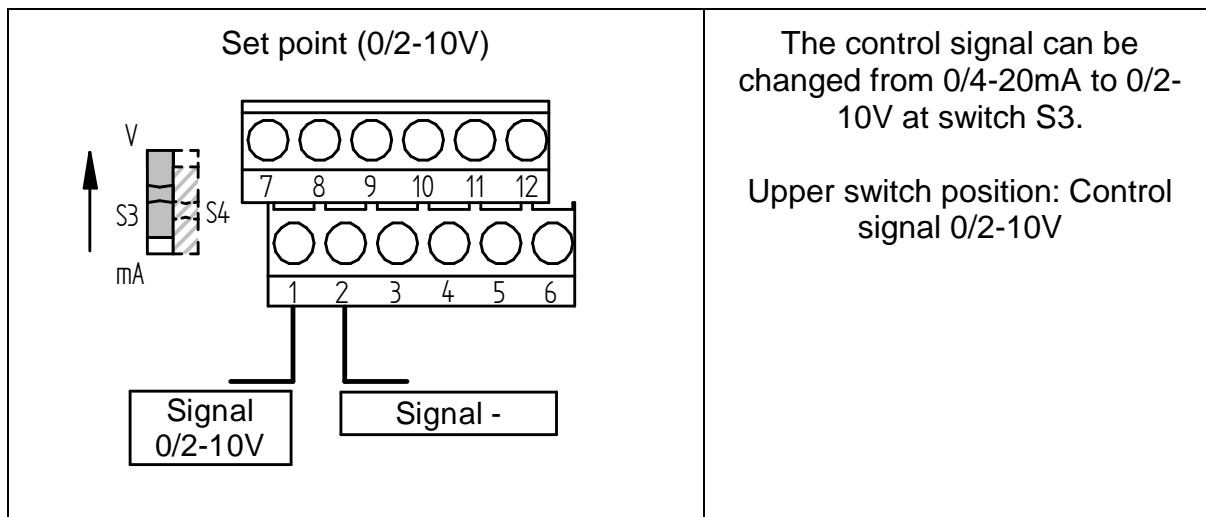 Set point (0/2-10V)
V
7 8 9 10 11 12
S3 S4
mA
1 2 3 4 5 6
Signal
0/2-10V
Signal -
The control signal can be
changed from 0/4-20mA to 0/2-
10V at switch S3.
Upper switch position: Control
signal 0/2-10V